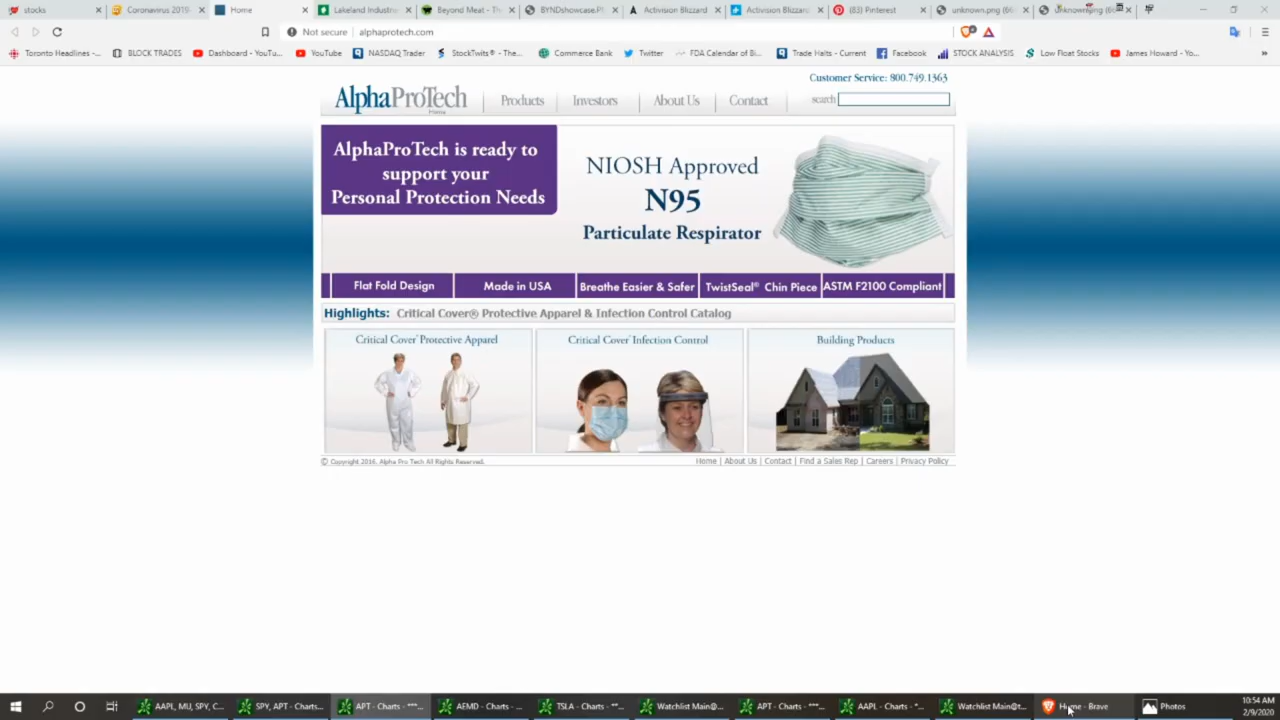 stocks
Coronavirus 2019-
Home
Lakeland Industri
Beyond Meat - Th
BYNDshowcase.P
Activision Blizzard
Activision Blizzard
(83) Pinterest
unknown.png (66
unknown.png (66
Not secure | alphaprotech.com
Toronto Headlines -...
BLOCK TRADES
Dashboard - YouTu...
YouTube
NASDAQ Trader
StockTwits® - The...
Commerce Bank
Twitter
FDA Calendar of Bi...
Trade Halts - Current
Facebook
STOCK ANALYSIS
Low Float Stocks
James Howard - Yo...
Customer Service: 800.749.1363
AlphaProTech
Home
Products
Investors
About Us
Contact
search
AlphaProTech is ready to
support your
Personal Protection Needs
NIOSH Approved
N95
Particulate Respirator
Flat Fold Design
Made in USA
Breathe Easier & Safer
TwistSeal® Chin Piece
ASTM F2100 Compliant
Highlights: Critical Cover® Protective Apparel & Infection Control Catalog
Critical Cover® Protective Apparel
Critical Cover® Infection Control
Building Products
© Copyright 2016. Alpha Pro Tech All Rights Reserved.
Home | About Us | Contact | Find a Sales Rep | Careers | Privacy Policy
AAPL, MU, SPY, C...
SPY, APT - Charts...
APT - Charts - ***...
AEMD - Charts - ...
TSLA - Charts - **...
Watchlist Main@...
APT - Charts - ***...
AAPL - Charts - *...
Watchlist Main@t...
Home - Brave
Photos
10:54 AM
2/9/2020